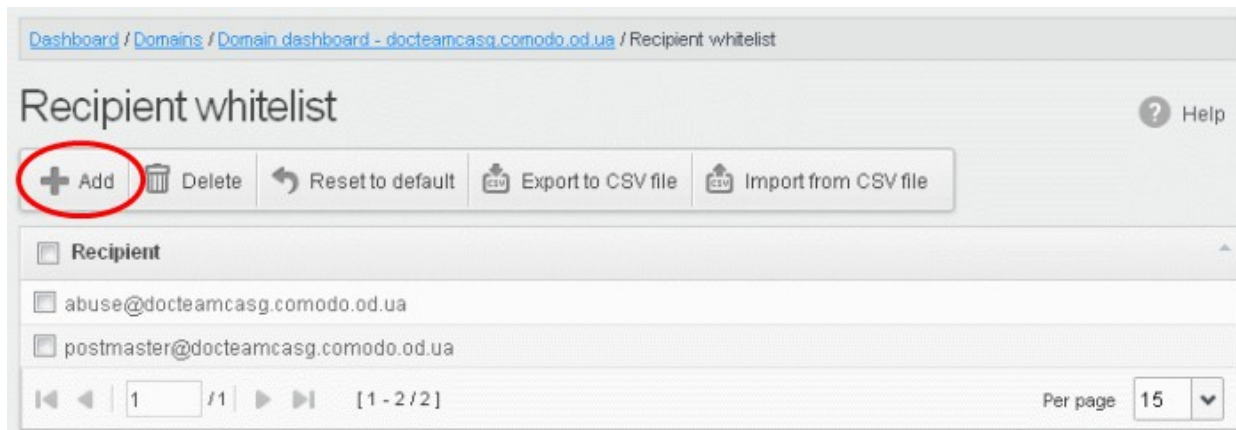 Dashboard / Domains / Domain dashboard - docteamcasg.comodo.od.ua / Recipient whitelist
Recipient whitelist
Help
Add Delete Reset to default Export to CSV file Import from CSV file
Recipient
abuse@docteamcasg.comodo.od.ua
postmaster@docteamcasg.comodo.od.ua
1 /1 [1 - 2 / 2] Per page 15